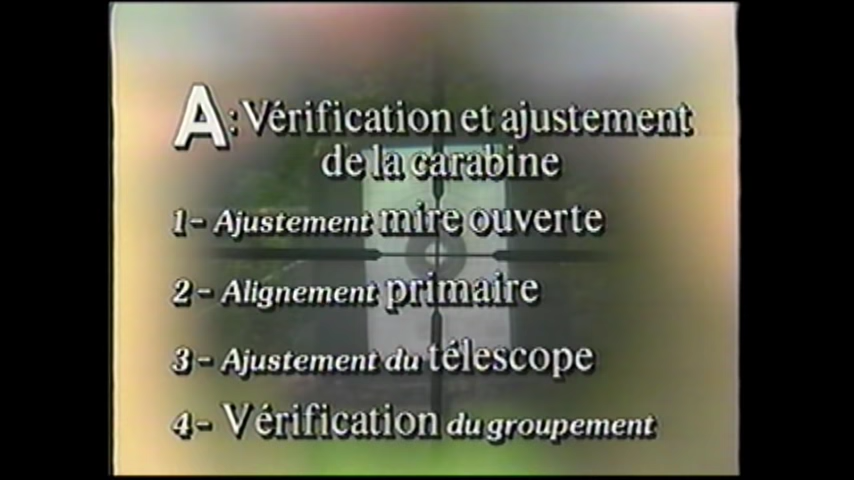 A: Vérification et ajustement
de la carabine
1- Ajustement mire ouverte
2- Alignement primaire
3- Ajustement du télescope
4- Vérification du groupement